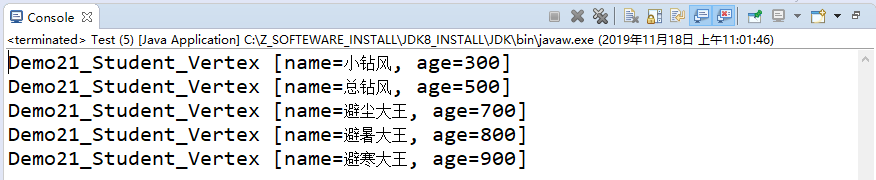 Console
<terminated> Test (5) [Java Application] C:\Z_SOFTEWARE_INSTALL\JDK8_INSTALL\JDK\bin\javaw.exe (2019年11月18日 上午11:01:46)
Demo21_Student_Vertex [name=小钻风, age=300]
Demo21_Student_Vertex [name=总钻风, age=500]
Demo21_Student_Vertex [name=避尘大王, age=700]
Demo21_Student_Vertex [name=避暑大王, age=800]
Demo21_Student_Vertex [name=避寒大王, age=900]